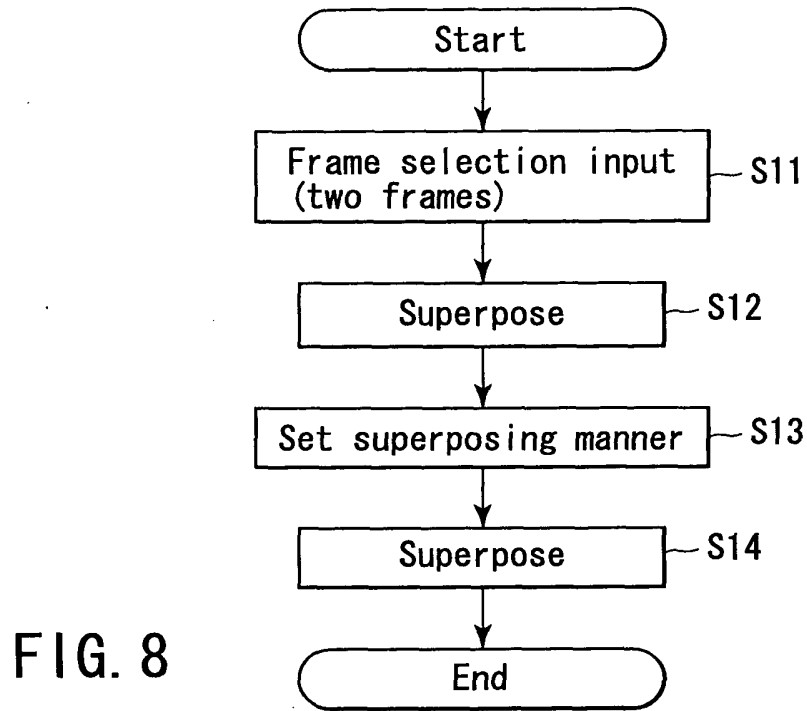 Start
Frame selection input
(two frames)
S11
Superpose
S12
Set superposing manner
S13
Superpose
S14
End
FIG. 8